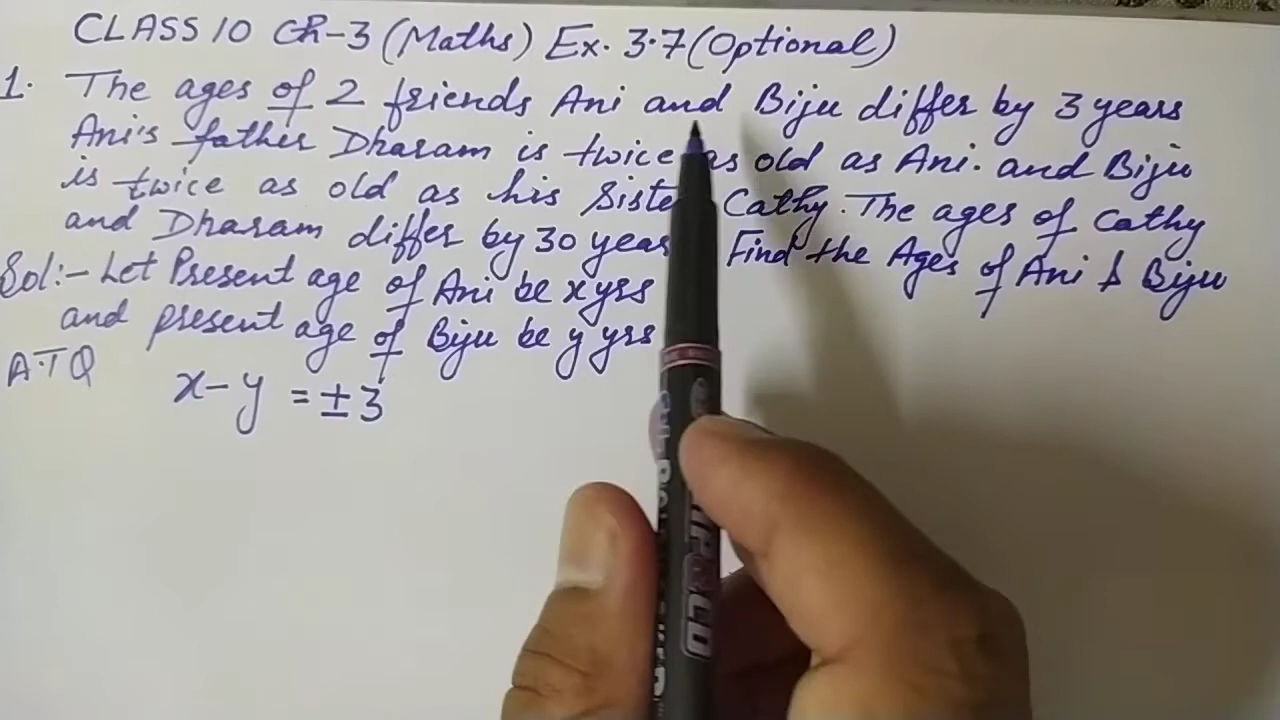 CLASS 10 Ch-3 (Maths) Ex. 3.7 (Optional)
1. The ages of 2 friends Ani and Biju differ by 3 years
Ani's father Dharam is twice as old as Ani. and Biju
is twice as old as his Siste Cathy. The ages of Cathy
and Dharam differ by 30 year Find the Ages of Ani & Biju
Sol:- Let Present age of Ani be x yrs
and present age of Biju be y yrs
A.T.Q
x - y = ±3